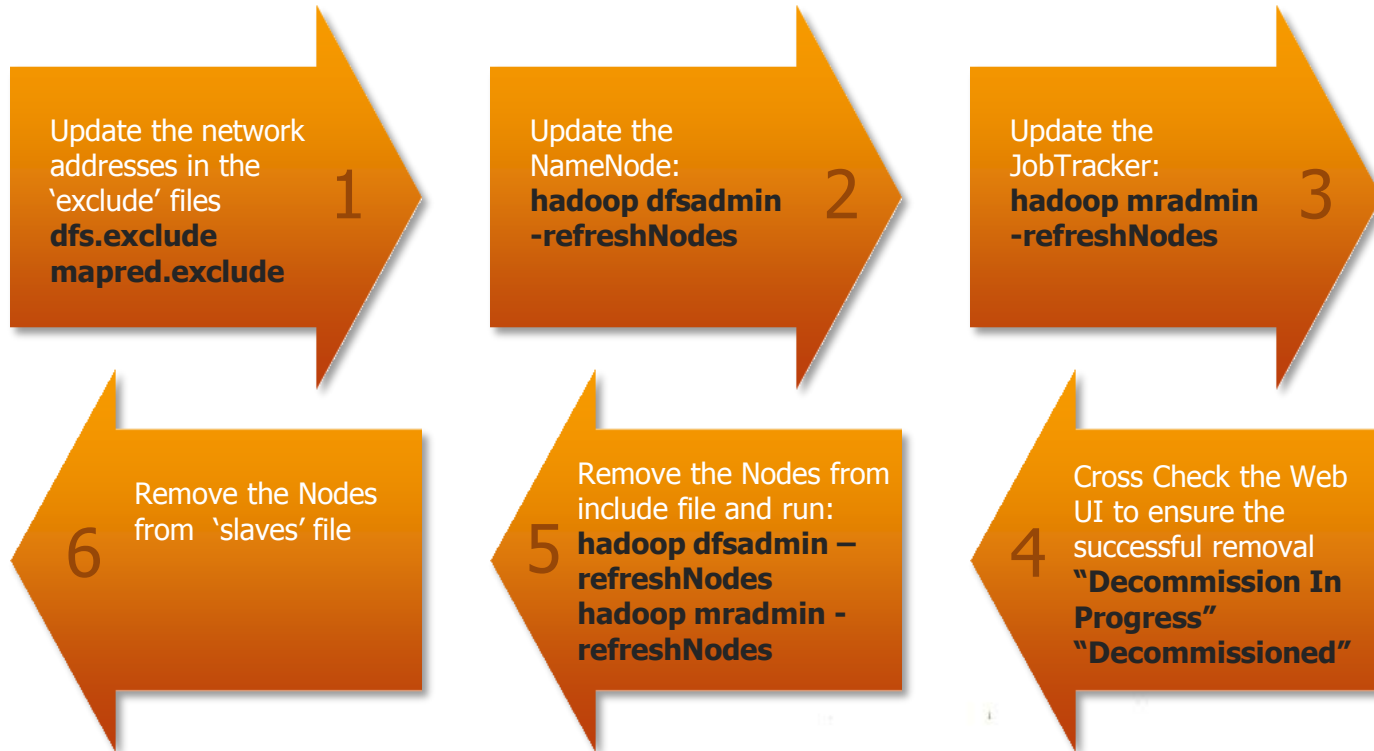 Update the network
addresses in the
‘exclude’ files
dfs.exclude
mapred.exclude
1
Update the
NameNode:
hadoop dfsadmin
-refreshNodes
2
Update the
JobTracker:
hadoop mradmin
-refreshNodes
3
Cross Check the Web
UI to ensure the
successful removal
“Decommission In
Progress”
“Decommissioned”
4
Remove the Nodes from
include file and run:
hadoop dfsadmin –
refreshNodes
hadoop mradmin -
refreshNodes
5
Remove the Nodes
from ‘slaves’ file
6